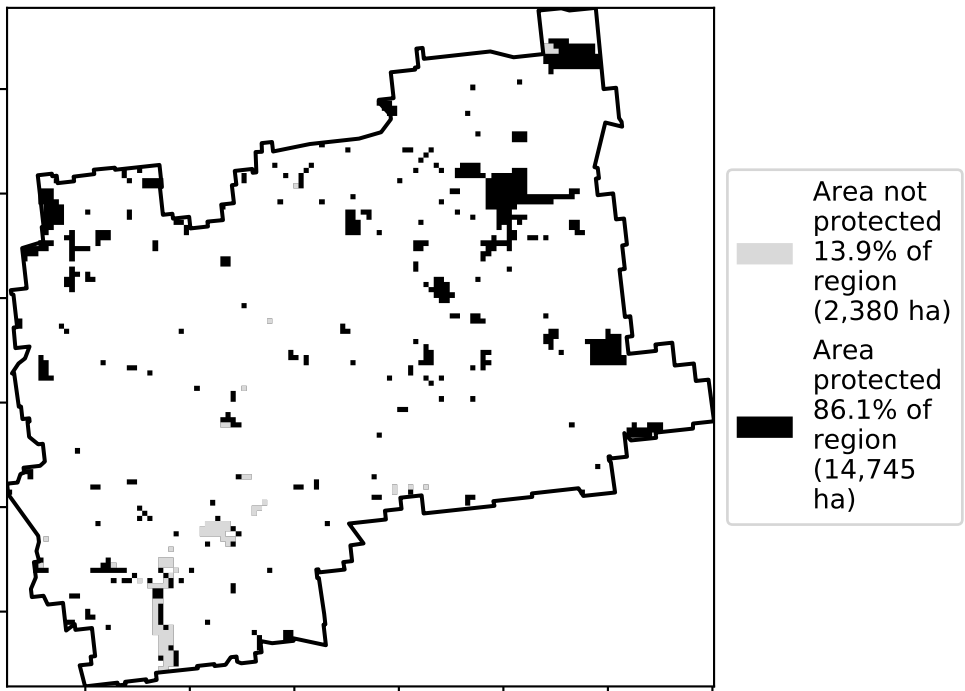 Area not
protected
13.9% of
region
(2,380 ha)
Area
protected
86.1% of
region
(14,745
ha)